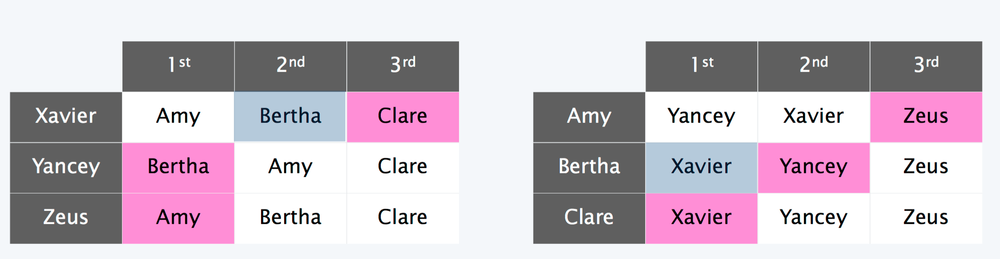 1st 2nd 3rd
Xavier Amy Bertha Clare
Yancey Bertha Amy Clare
Zeus Amy Bertha Clare
1st 2nd 3rd
Amy Yancey Xavier Zeus
Bertha Xavier Yancey Zeus
Clare Xavier Yancey Zeus